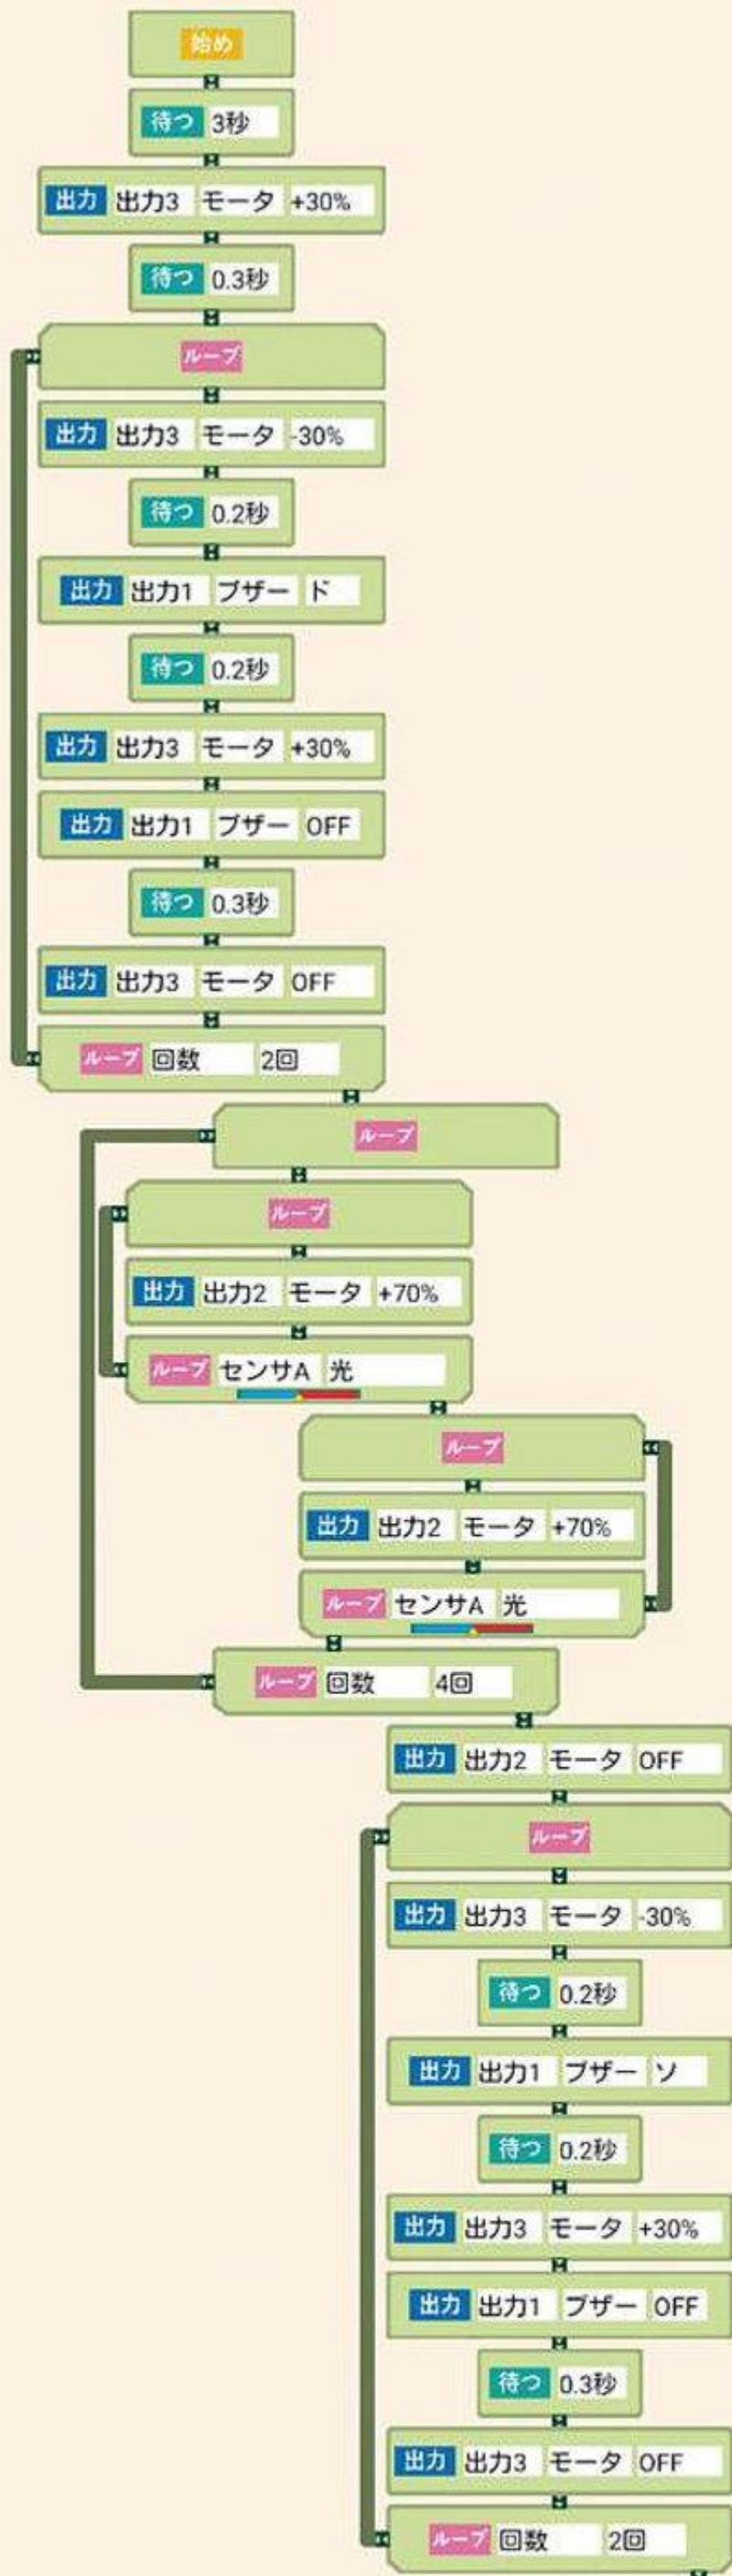 始め
待つ 3秒
出力 出力3 モータ +30%
待つ 0.3秒
ループ
出力 出力3 モータ -30%
待つ 0.2秒
出力 出力1 ブザー ド
待つ 0.2秒
出力 出力3 モータ +30%
出力 出力1 ブザー OFF
待つ 0.3秒
出力 出力3 モータ OFF
ループ 回数 2回
ループ
ループ
出力 出力2 モータ +70%
ループ センサA 光
ループ
出力 出力2 モータ +70%
ループ センサA 光
ループ 回数 4回
出力 出力2 モータ OFF
ループ
出力 出力3 モータ -30%
待つ 0.2秒
出力 出力1 ブザー ソ
待つ 0.2秒
出力 出力3 モータ +30%
出力 出力1 ブザー OFF
待つ 0.3秒
出力 出力3 モータ OFF
ループ 回数 2回